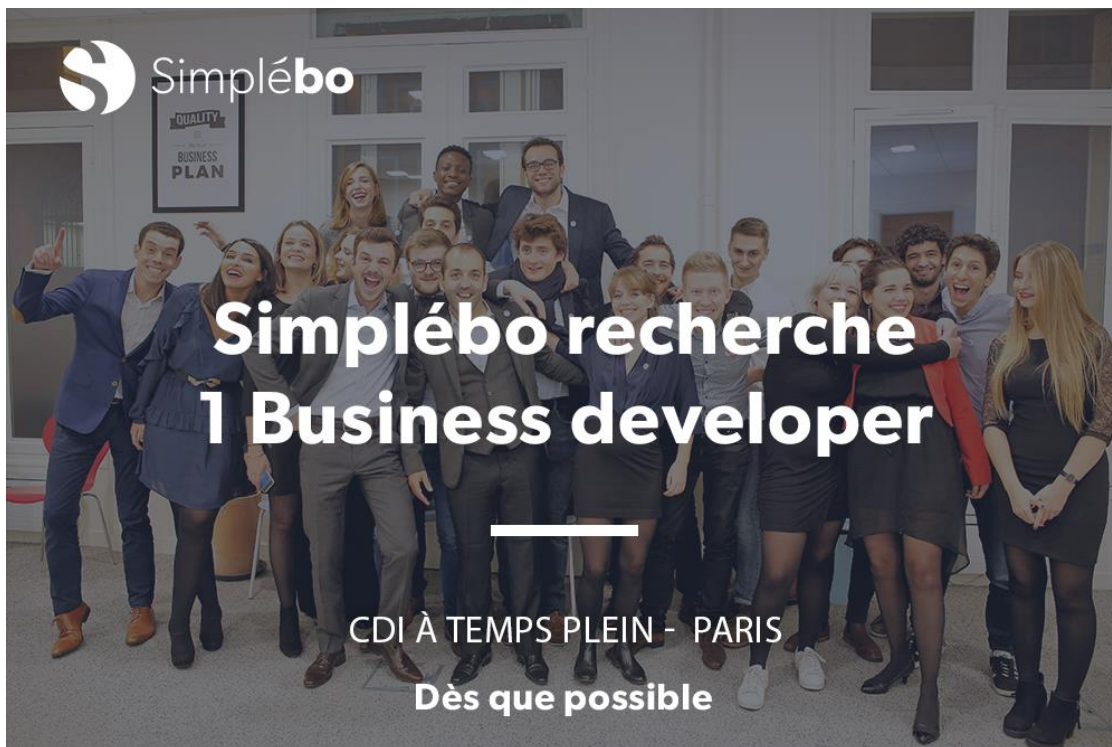 Simplébo
QUALITY
BUSINESS
PLAN
Simplébo recherche
1 Business developer
CDI À TEMPS PLEIN - PARIS
Dès que possible